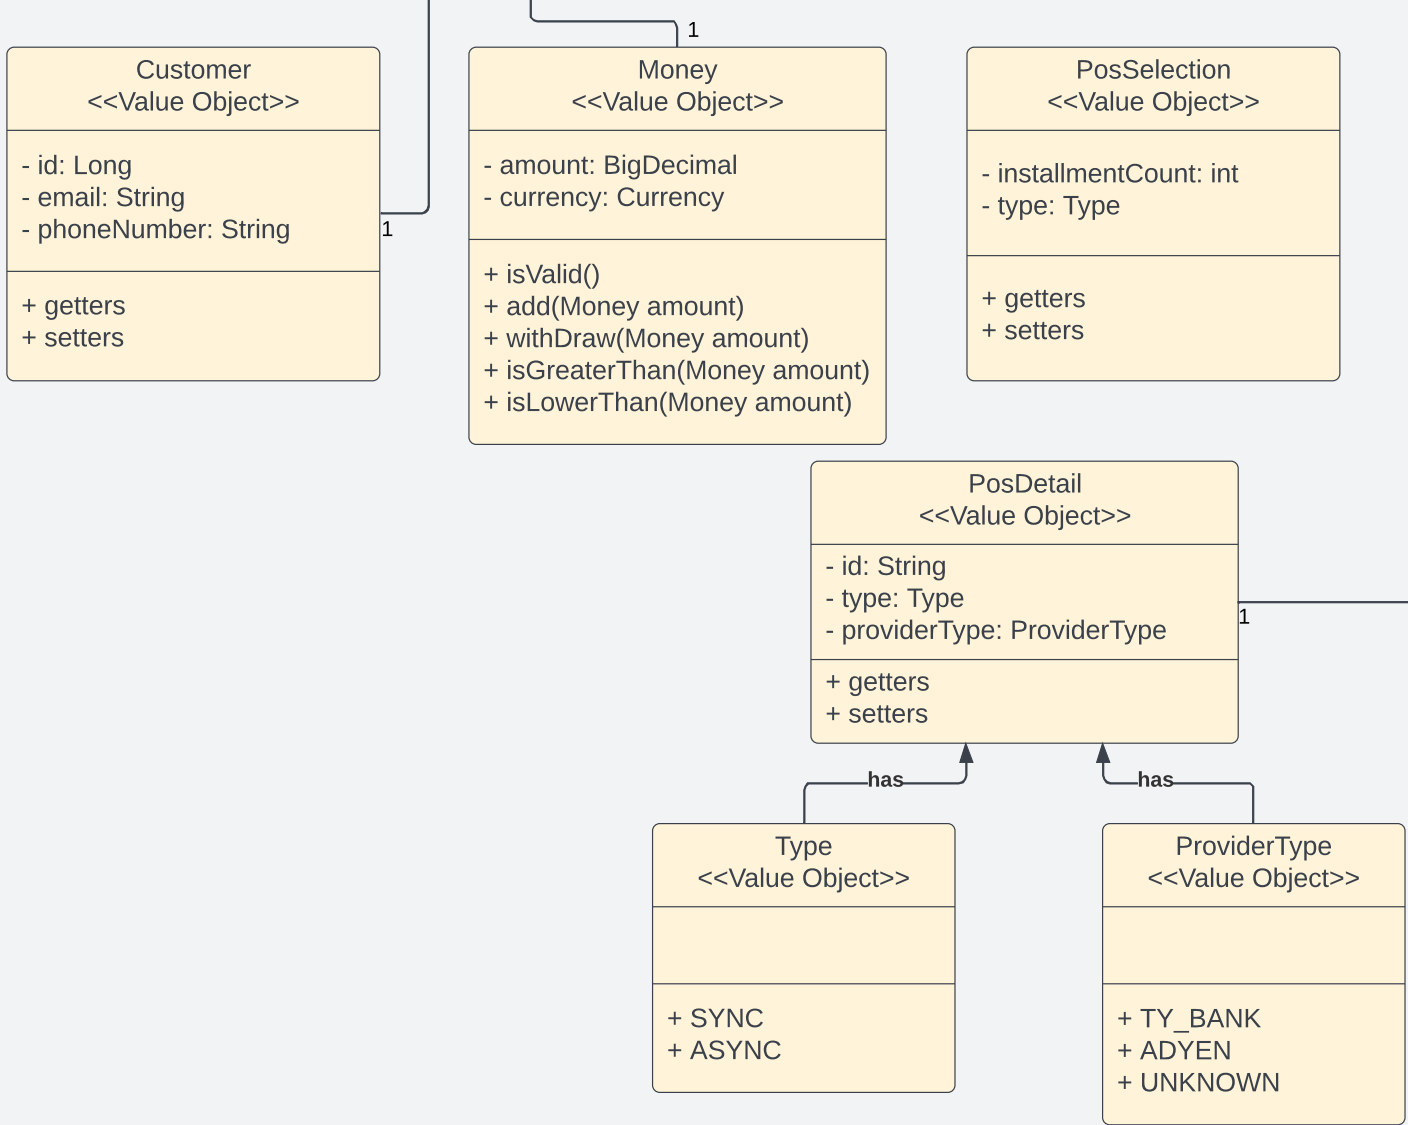 1
Customer
<<Value Object>>
- id: Long
- email: String
- phoneNumber: String
1
+ getters
+ setters
Money
<<Value Object>>
- amount: BigDecimal
- currency: Currency
+ isValid()
+ add(Money amount)
+ withDraw(Money amount)
+ isGreaterThan(Money amount)
+ isLowerThan(Money amount)
PosSelection
<<Value Object>>
- installmentCount: int
- type: Type
+ getters
+ setters
PosDetail
<<Value Object>>
- id: String
- type: Type
- providerType: ProviderType
1
+ getters
+ setters
has
has
Type
<<Value Object>>
+ SYNC
+ ASYNC
ProviderType
<<Value Object>>
+ TY_BANK
+ ADYEN
+ UNKNOWN